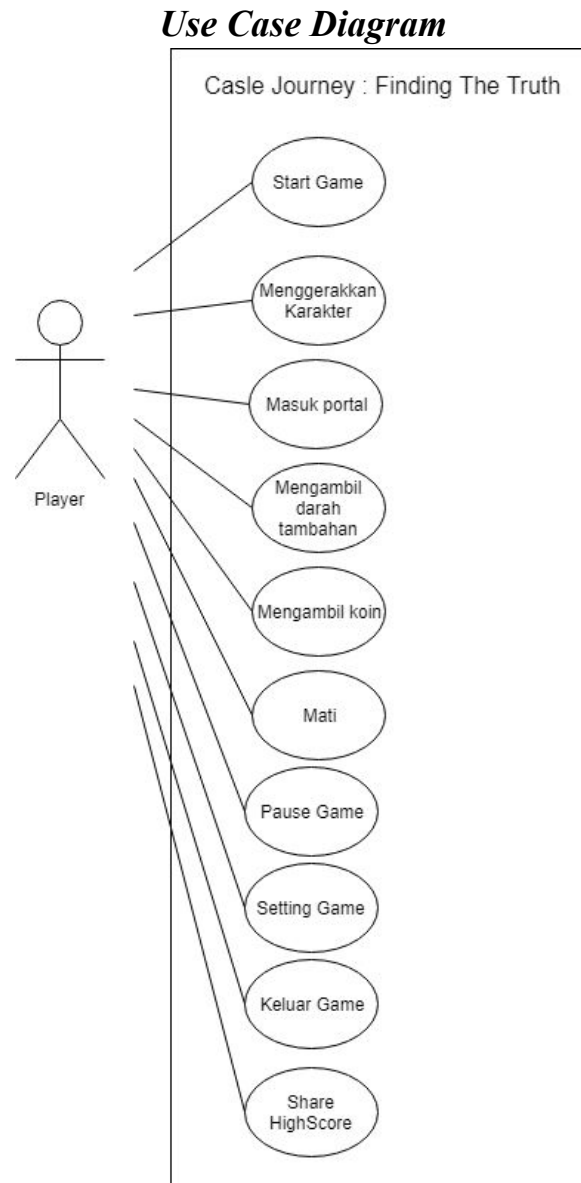 Use Case Diagram
Casle Journey : Finding The Truth
Start Game
Menggerakkan
Karakter
Masuk portal
Mengambil
darah
tambahan
Player
Mengambil koin
Mati
Pause Game
Setting Game
Keluar Game
Share
HighScore